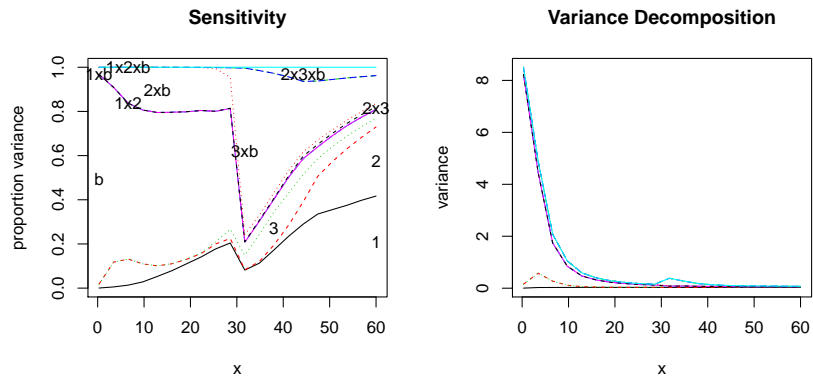 Sensitivity
proportion variance
1.0
0.8
0.6
0.4
0.2
0.0
1xb
1x2xb
2x3xb
2xb
1x2
2x3
3xb
2
b
3
1
0 10 20 30 40 50 60
x
Variance Decomposition
variance
8
6
4
2
0
0 10 20 30 40 50 60
x